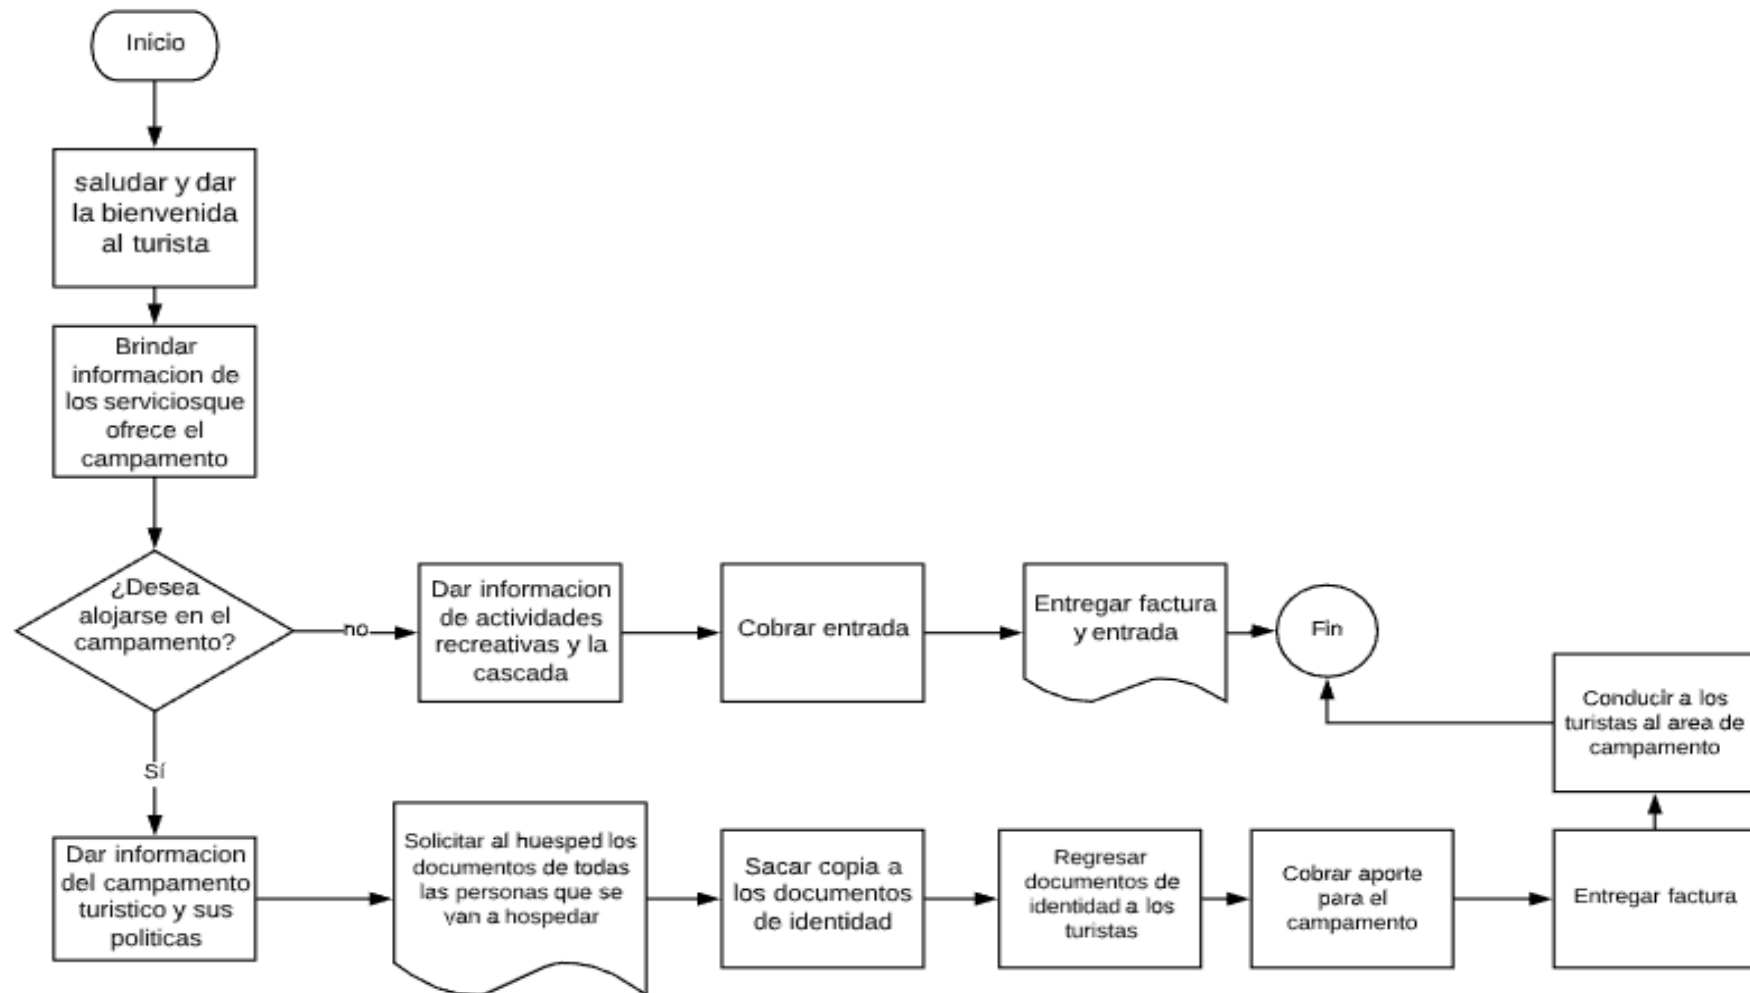 Inicio
saludar y dar
la bienvenida
al turista
Brindar
informacion de
los serviciosque
ofrece el
campamento
¿Desea
alojarse en el
campamento?
no
Dar informacion
de actividades
recreativas y la
cascada
Cobrar entrada
Entregar factura
y entrada
Fin
Sí
Dar informacion
del campamento
turistico y sus
politicas
Solicitar al huesped los
documentos de todas
las personas que se
van a hospedar
Sacar copia a
los documentos
de identidad
Regresar
documentos de
identidad a los
turistas
Cobrar aporte
para el
campamento
Entregar factura
Conducir a los
turistas al area de
campamento